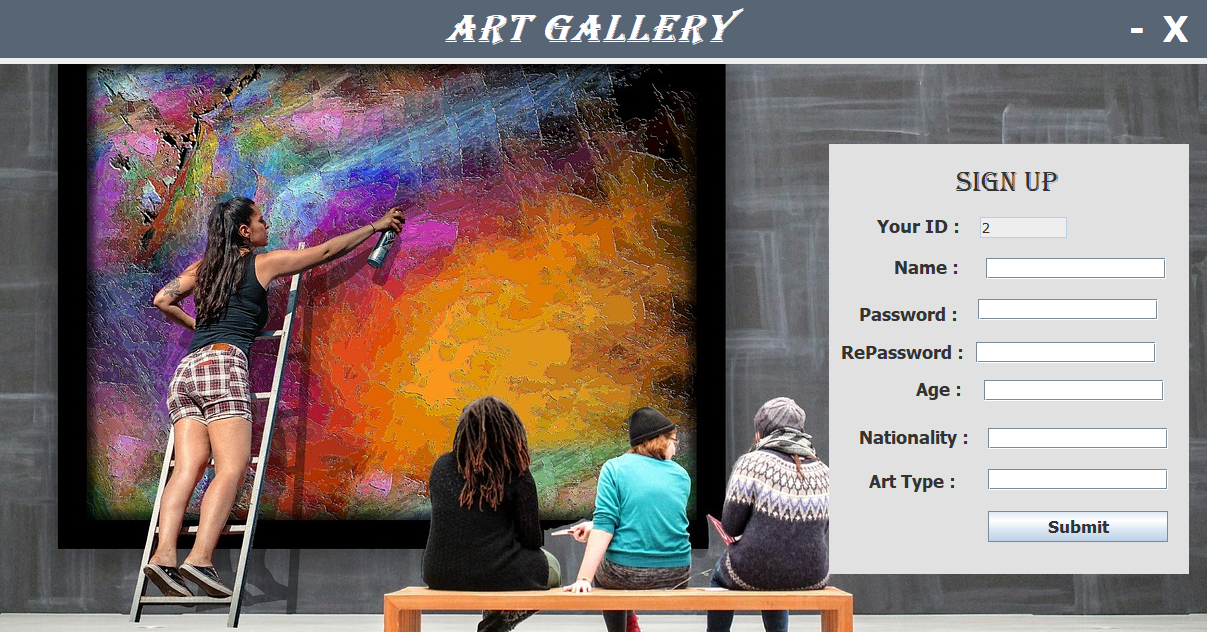 ART GALLERY
- X
SIGN UP
Your ID : 2
Name :
Password :
RePassword :
Age :
Nationality :
Art Type :
Submit